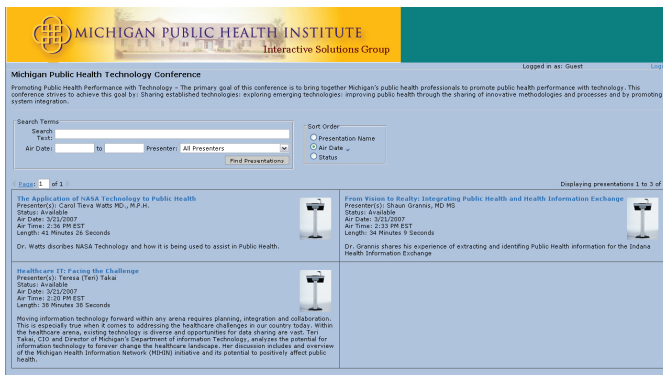 MICHIGAN PUBLIC HEALTH INSTITUTE
Interactive Solutions Group
Logged in as: Guest
Michigan Public Health Technology Conference
Promoting Public Health Performance with Technology - The primary goal of this conference is to bring together Michigan's public health professionals to promote public health performance with technology. This
conference strives to achieve this goal by: Sharing established technologies: exploring emerging technologies: improving public health through the sharing of innovative methodologies and processes and by promoting
system integration.
Search Terms
Search
Text:
Air Date: to Presenter: All Presenters
Find Presentations
Sort Order
Presentation Name
Air Date
Status
Page: 1 of 1
Displaying presentations 1 to 3 of
The Application of NASA Technology to Public Health
Presenter(s): Carol Tieva Watts MD., M.P.H.
Status: Available
Air Date: 3/21/2007
Air Time: 2:36 PM EST
Length: 41 Minutes 26 Seconds
Dr. Watts discribes NASA Technology and how it is being used to assist in Public Health.
From Vision to Realty: Integrating Public Health and Health Information Exchange
Presenter(s): Shaun Grannis, MD MS
Status: Available
Air Date: 3/21/2007
Air Time: 2:33 PM EST
Length: 34 Minutes 9 Seconds
Dr. Grannis shares his experience of extracting and identifing Public Health information for the Indana
Health Information Exchange
Healthcare IT: Facing the Challenge
Presenter(s): Teresa (Teri) Takai
Status: Available
Air Date: 3/21/2007
Air Time: 2:20 PM EST
Length: 38 Minutes 38 Seconds
Moving information technology forward within any arena requires planning, integration and collaboration.
This is especially true when it comes to addressing the healthcare challenges in our country today. Within
the healthcare arena, existing technology is diverse and opportunities for data sharing are vast. Teri
Takai, CIO and Director of Michigan's Department of information Technology, analyzes the potential for
information technology to forever change the healthcare landscape. Her discussion includes and overview
of the Michigan Health Information Network (MIHIN) initiative and its potential to positively affect public
health.